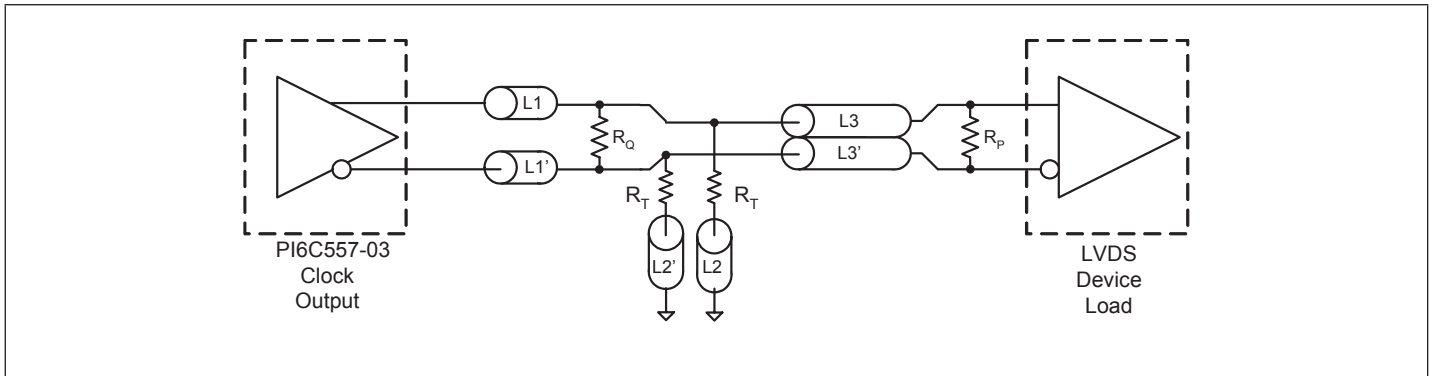 L1
R_Q
L1'
L3
L3'
R_P
R_T
R_T
L2'
L2
PI6C557-03
Clock
Output
LVDS
Device
Load